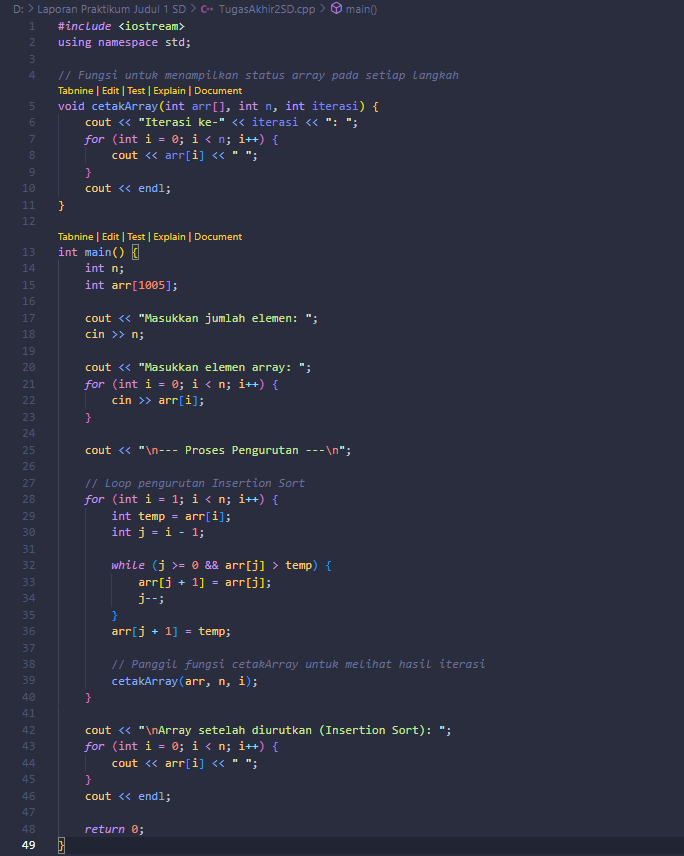 D: > Laporan Praktikum Judul 1 SD > C++ TugasAkhir2SD.cpp > main()
1 #include <iostream>
2 using namespace std;
3
4 // Fungsi untuk menampilkan status array pada setiap langkah
Tabnine | Edit | Test | Explain | Document
5 void cetakArray(int arr[], int n, int iterasi) {
6     cout << "Iterasi ke-" << iterasi << ": ";
7     for (int i = 0; i < n; i++) {
8         cout << arr[i] << " ";
9     }
10     cout << endl;
11 }
12
Tabnine | Edit | Test | Explain | Document
13 int main() {
14     int n;
15     int arr[1005];
16
17     cout << "Masukkan jumlah elemen: ";
18     cin >> n;
19
20     cout << "Masukkan elemen array: ";
21     for (int i = 0; i < n; i++) {
22         cin >> arr[i];
23     }
24
25     cout << "\n--- Proses Pengurutan ---\n";
26
27     // Loop pengurutan Insertion Sort
28     for (int i = 1; i < n; i++) {
29         int temp = arr[i];
30         int j = i - 1;
31
32         while (j >= 0 && arr[j] > temp) {
33             arr[j + 1] = arr[j];
34             j--;
35         }
36         arr[j + 1] = temp;
37
38         // Panggil fungsi cetakArray untuk melihat hasil iterasi
39         cetakArray(arr, n, i);
40     }
41
42     cout << "\nArray setelah diurutkan (Insertion Sort): ";
43     for (int i = 0; i < n; i++) {
44         cout << arr[i] << " ";
45     }
46     cout << endl;
47
48     return 0;
49 }